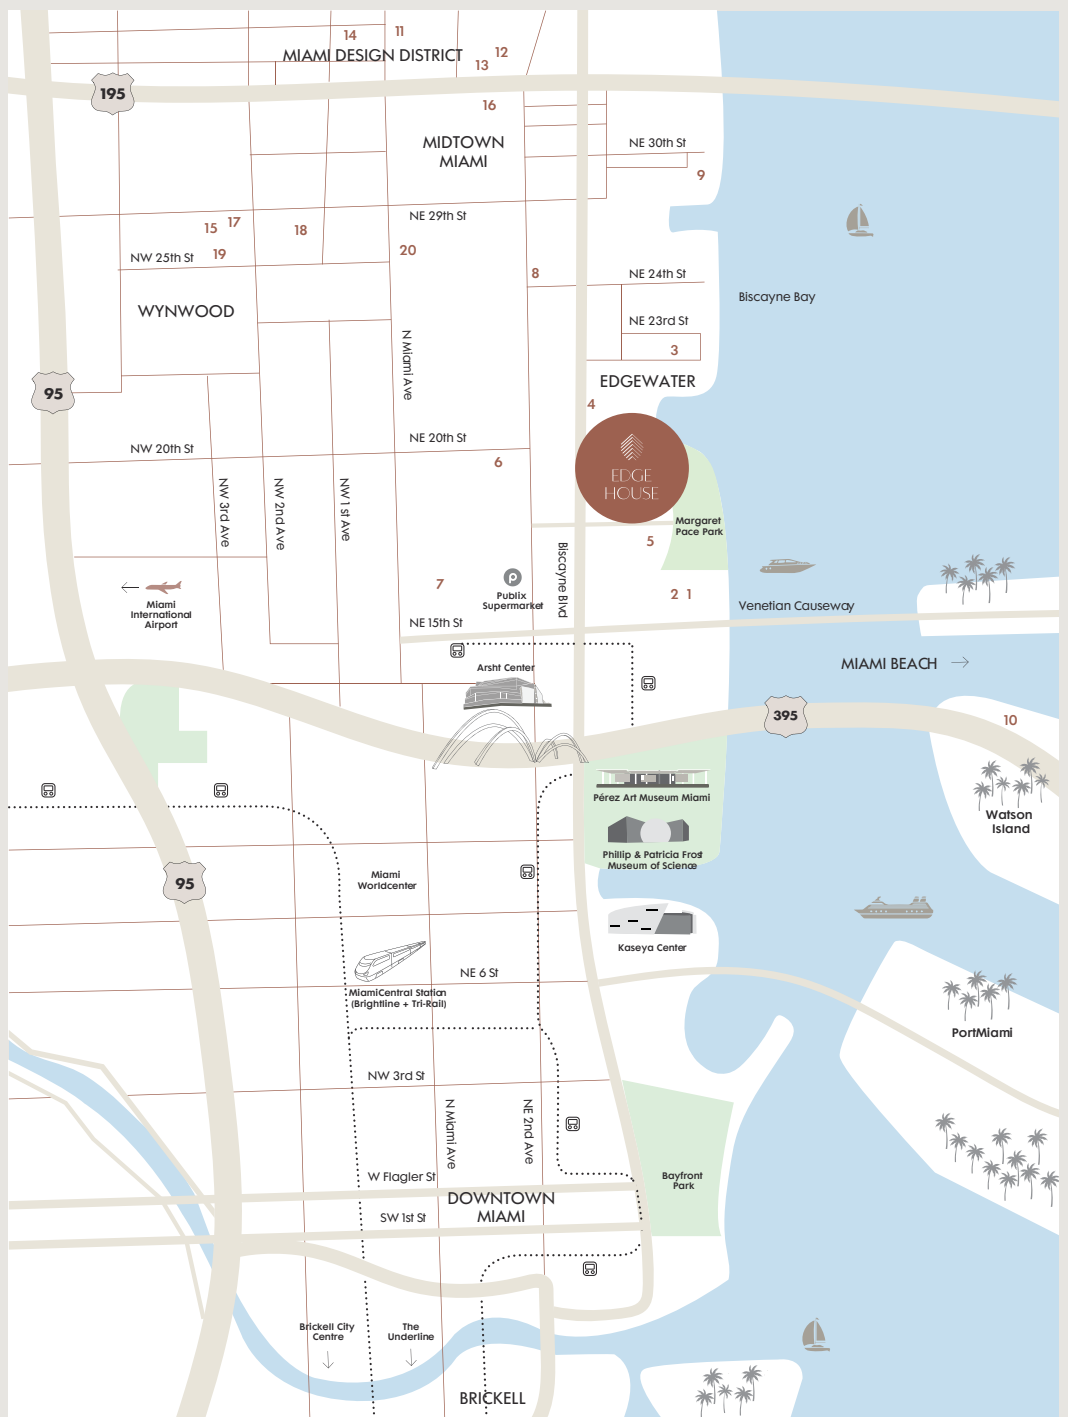 14
11
MIAMI DESIGN DISTRICT
12
13
195
16
MIDTOWN
MIAMI
NE 30th St
9
NE 29th St
15
17
18
19
20
NW 25th St
8
NE 24th St
Biscayne Bay
WYNWOOD
NE 23rd St
3
N Miami Ave
EDGEWATER
95
4
NE 20th St
NW 20th St
6
EDGE
HOUSE
NW 3rd Ave
NW 2nd Ave
NW 1st Ave
Margaret
Pace Park
5
Biscayne Blvd
7
Publix
Supermarket
2
1
Miami
International
Airport
Venetian Causeway
NE 15th St
Arsht Center
MIAMI BEACH
395
10
Pérez Art Museum Miami
Watson
Island
Phillip & Patricia Frost
Museum of Science
Miami
Worldcenter
95
Kaseya Center
NE 6 St
MiamiCentral Station
(Brightline + Tri-Rail)
PortMiami
NW 3rd St
N Miami Ave
NE 2nd Ave
W Flagler St
Bayfront
Park
DOWNTOWN
MIAMI
SW 1st St
Brickell City
Centre
The
Underline
BRICKELL